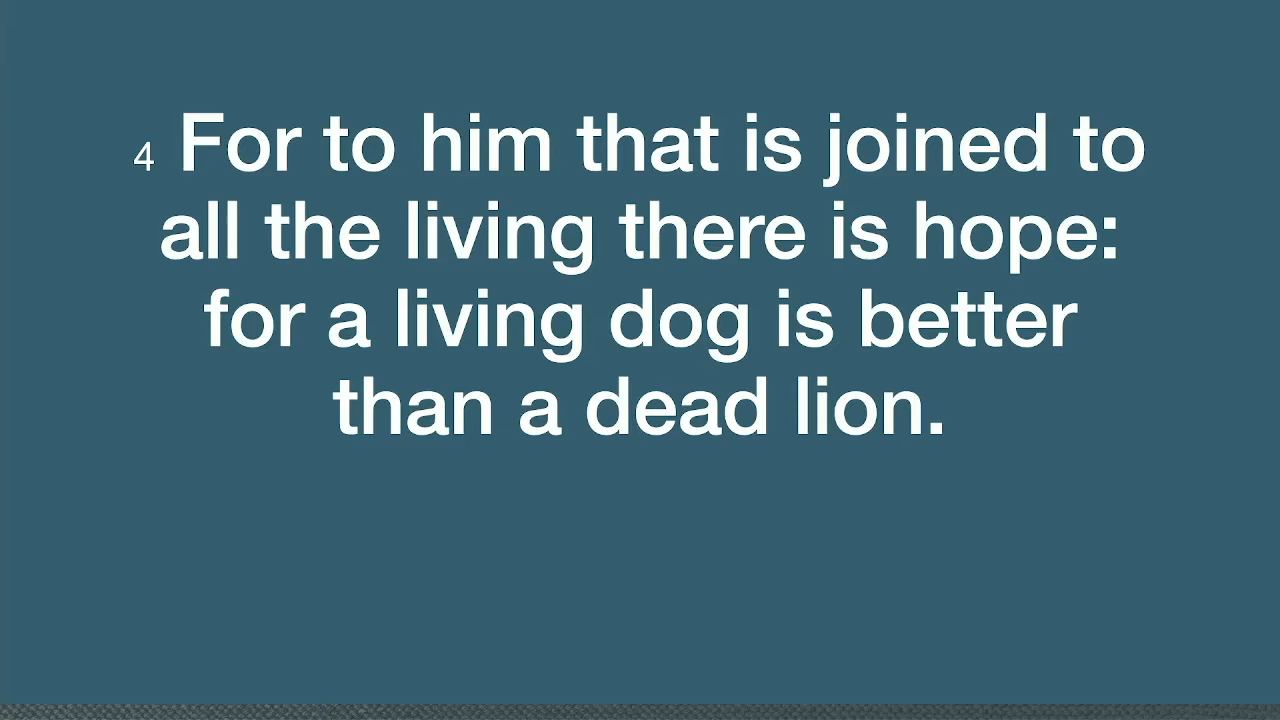 4 For to him that is joined to
all the living there is hope:
for a living dog is better
than a dead lion.